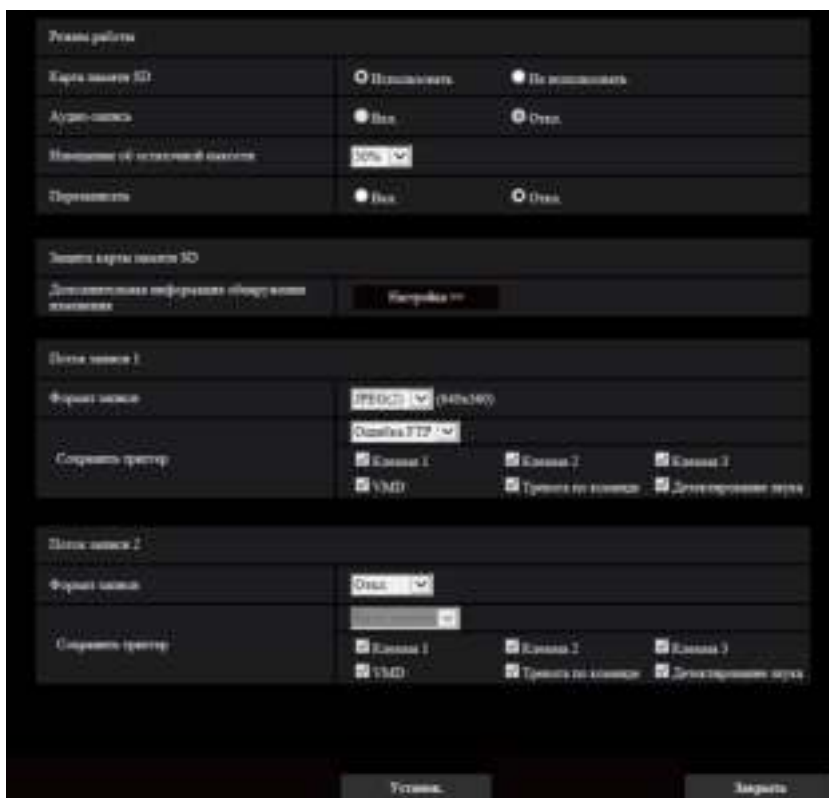 Режим работы
Карта памяти SD
Использовать Не использовать
Аудио-запись
Вкл. Откл.
Извещение об остаточной емкости
50%
Перезаписать
Вкл. Откл.
Защита карты памяти SD
Дополнительная информация обнаружения
изменения
Настройка >>
Поток записи 1
Формат записи
JPEG(2) (640x360)
Ошибка FTP
Сохранить триггер
Клемма 1 Клемма 2 Клемма 3
VMD Тревога по команде Детектирование звука
Поток записи 2
Формат записи
Откл.
Сохранить триггер
Клемма 1 Клемма 2 Клемма 3
VMD Тревога по команде Детектирование звука
Установ. Закрыть